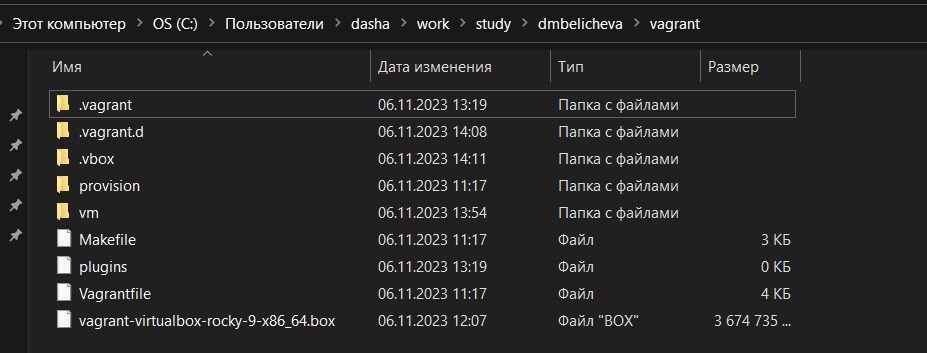 Этот компьютер > OS (C:) > Пользователи > dasha > work > study > dmbelicheva > vagrant
Имя Дата изменения Тип Размер
.vagrant 06.11.2023 13:19 Папка с файлами
.vagrant.d 06.11.2023 14:08 Папка с файлами
.vbox 06.11.2023 14:11 Папка с файлами
provision 06.11.2023 11:17 Папка с файлами
vm 06.11.2023 13:54 Папка с файлами
Makefile 06.11.2023 11:17 Файл 3 КБ
plugins 06.11.2023 13:19 Файл 0 КБ
Vagrantfile 06.11.2023 11:17 Файл 4 КБ
vagrant-virtualbox-rocky-9-x86_64.box 06.11.2023 12:07 Файл "BOX" 3 674 735 ...